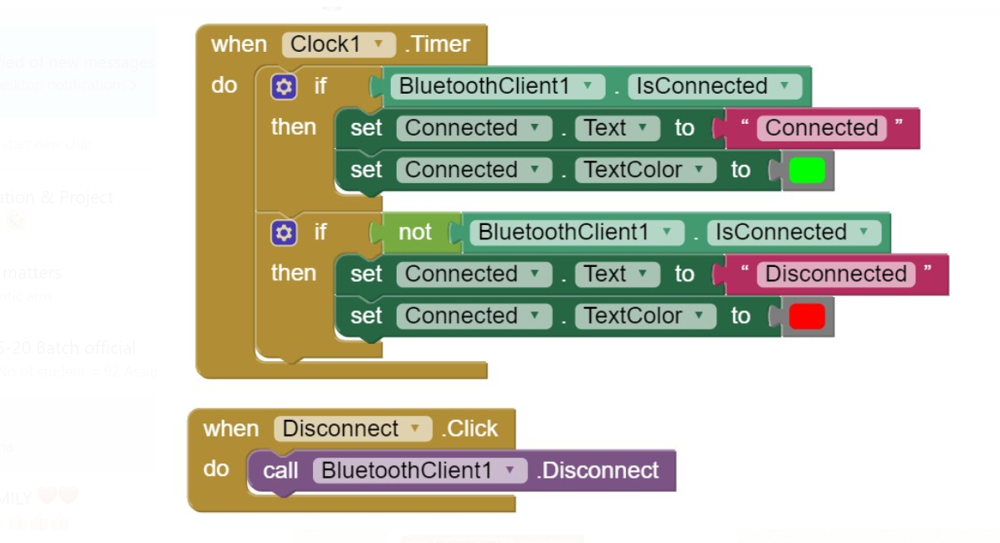 when Clock1 .Timer
do if BluetoothClient1 . IsConnected
then set Connected . Text to “ Connected ”
set Connected . TextColor to
if not BluetoothClient1 . IsConnected
then set Connected . Text to “ Disconnected ”
set Connected . TextColor to
when Disconnect .Click
do call BluetoothClient1 .Disconnect
fied of new messages
ation & Project
matters
otic arm
-20 Batch official
MILY